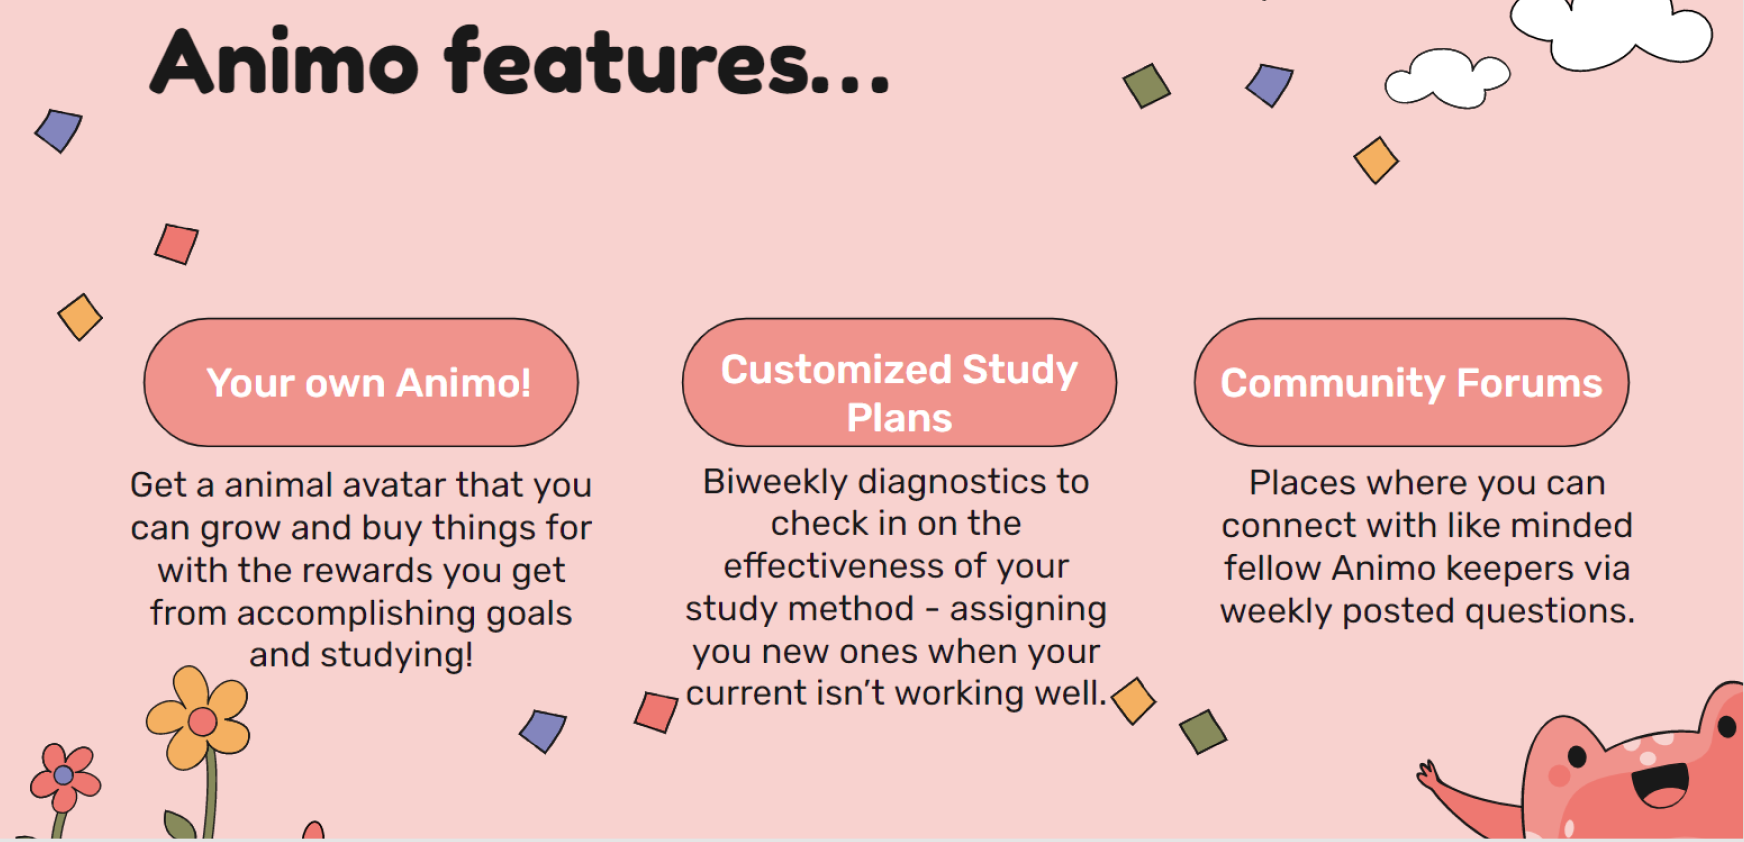 Animo features...
Your own Animo!
Get a animal avatar that you
can grow and buy things for
with the rewards you get
from accomplishing goals
and studying!
Customized Study
Plans
Biweekly diagnostics to
check in on the
effectiveness of your
study method - assigning
you new ones when your
current isn't working well.
Community Forums
Places where you can
connect with like minded
fellow Animo keepers via
weekly posted questions.